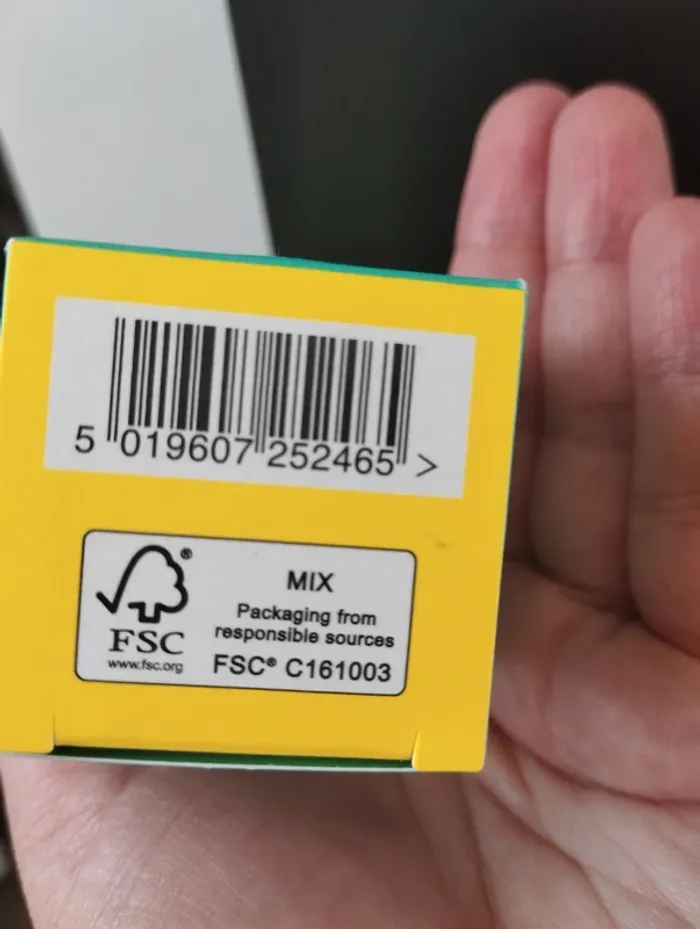 5 019607 252465 >
®
FSC
www.fsc.org
MIX
Packaging from
responsible sources
FSC® C161003